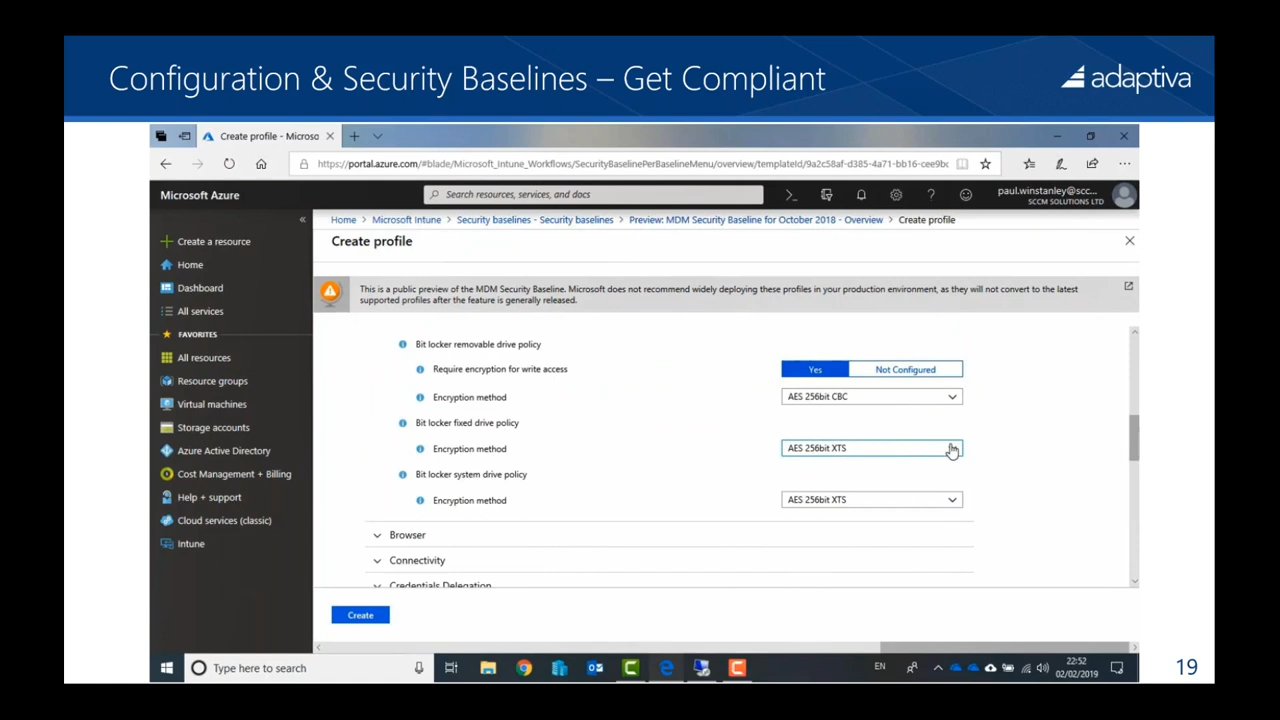 Configuration & Security Baselines – Get Compliant
adaptiva
Create profile - Microso
https://portal.azure.com/#blade/Microsoft_Intune_Workflows/SecurityBaselinePerBaselineMenu/overview/templateId/9a2c58af-d385-4a71-bb16-cee9bc
Microsoft Azure
Search resources, services, and docs
paul.winstanley@scc...
SCCM SOLUTIONS LTD
Home > Microsoft Intune > Security baselines - Security baselines > Preview: MDM Security Baseline for October 2018 - Overview > Create profile
Create profile
Create a resource
Home
Dashboard
All services
FAVORITES
All resources
Resource groups
Virtual machines
Storage accounts
Azure Active Directory
Cost Management + Billing
Help + support
Cloud services (classic)
Intune
This is a public preview of the MDM Security Baseline. Microsoft does not recommend widely deploying these profiles in your production environment, as they will not convert to the latest
supported profiles after the feature is generally released.
Bit locker removable drive policy
Require encryption for write access Yes Not Configured
Encryption method AES 256bit CBC
Bit locker fixed drive policy
Encryption method AES 256bit XTS
Bit locker system drive policy
Encryption method AES 256bit XTS
Browser
Connectivity
Credentials Delegation
Create
Type here to search
EN
22:52
02/02/2019
19